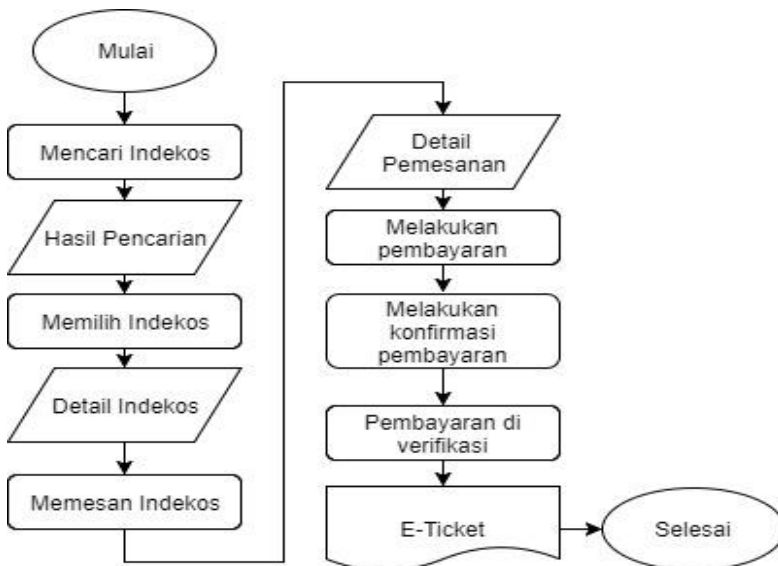 Mulai
Mencari Indekos
Hasil Pencarian
Memilih Indekos
Detail Indekos
Memesan Indekos
Detail
Pemesanan
Melakukan
pembayaran
Melakukan
konfirmasi
pembayaran
Pembayaran di
verifikasi
E-Ticket
Selesai